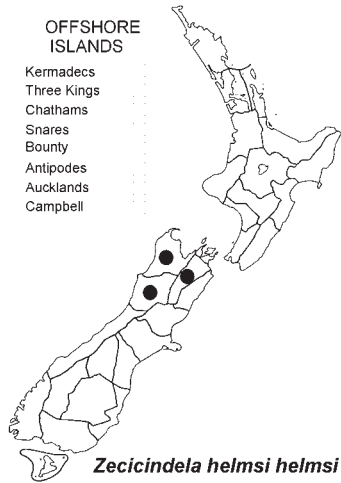 OFFSHORE
ISLANDS
Kermadecs
Three Kings
Chathams
Snares
Bounty
Antipodes
Aucklands
Campbell
Zecicindela helmsi helmsi